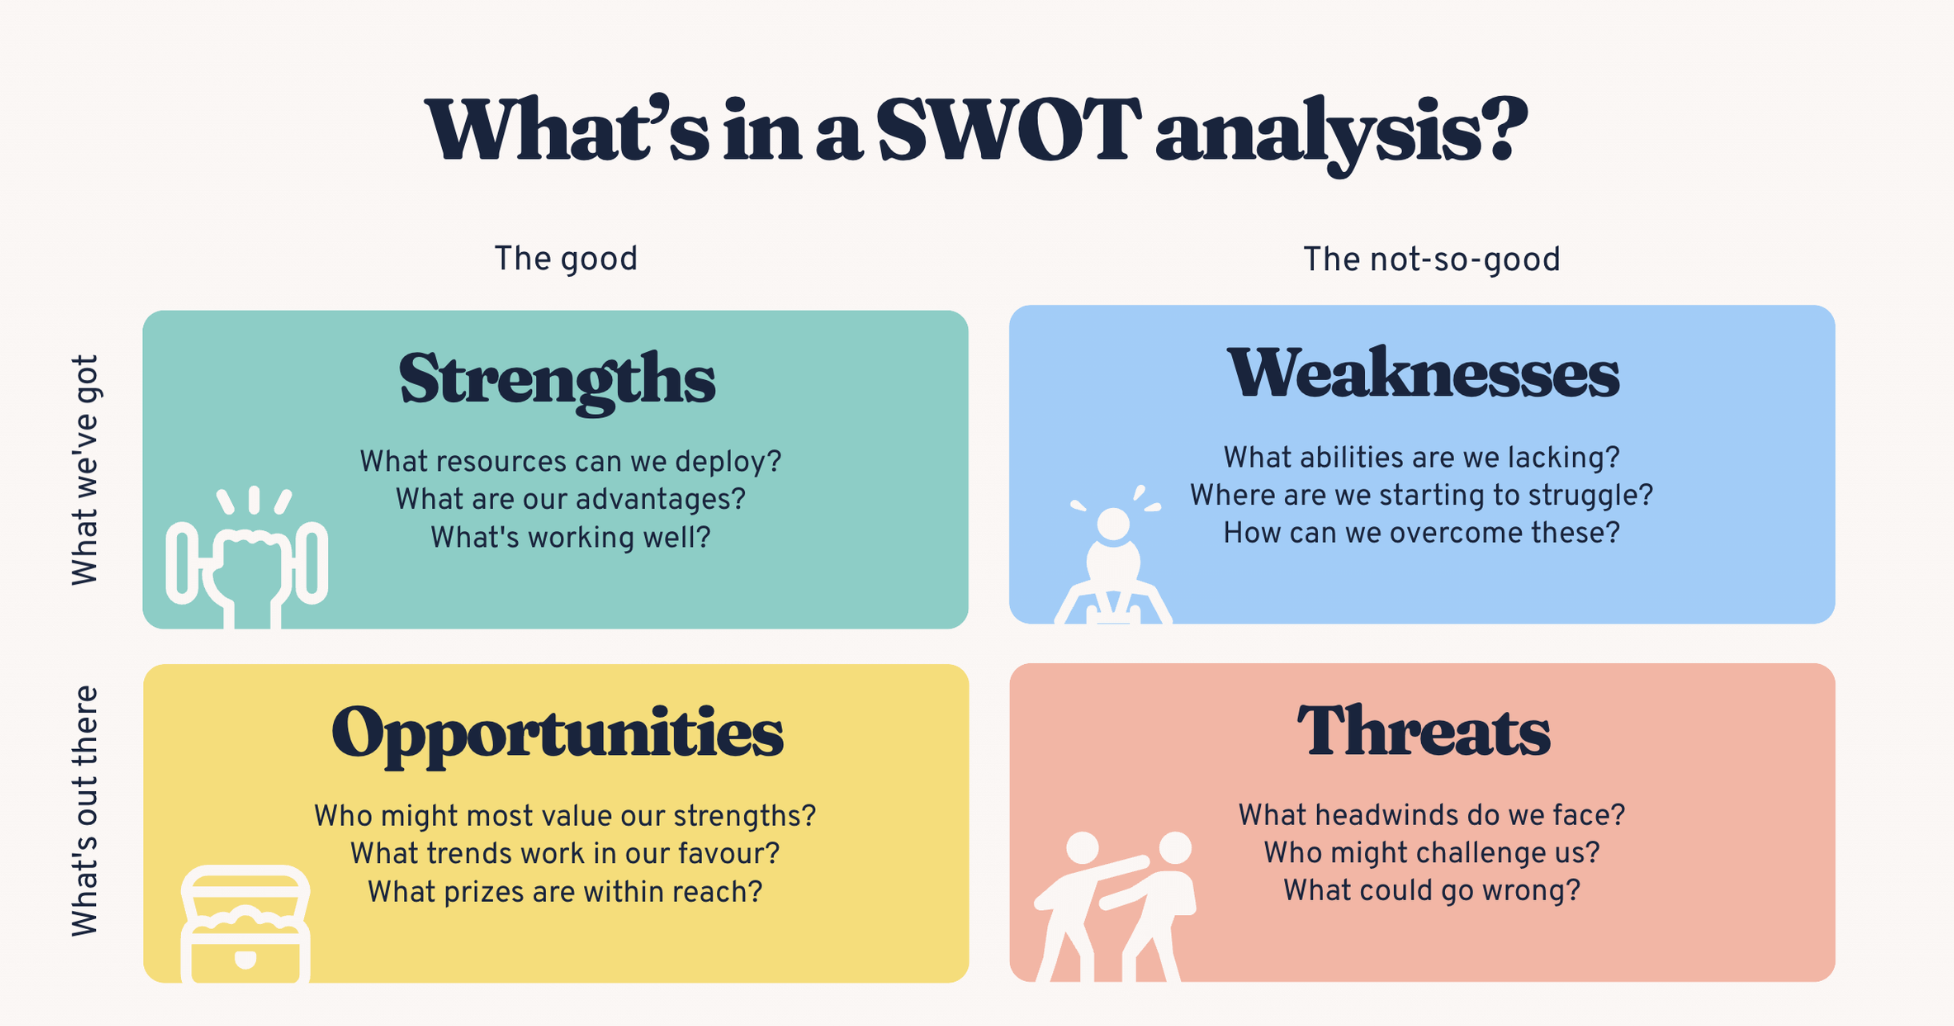 What’s in a SWOT analysis?
The good
The not-so-good
What we've got
Strengths
What resources can we deploy?
What are our advantages?
What's working well?
Weaknesses
What abilities are we lacking?
Where are we starting to struggle?
How can we overcome these?
What's out there
Opportunities
Who might most value our strengths?
What trends work in our favour?
What prizes are within reach?
Threats
What headwinds do we face?
Who might challenge us?
What could go wrong?